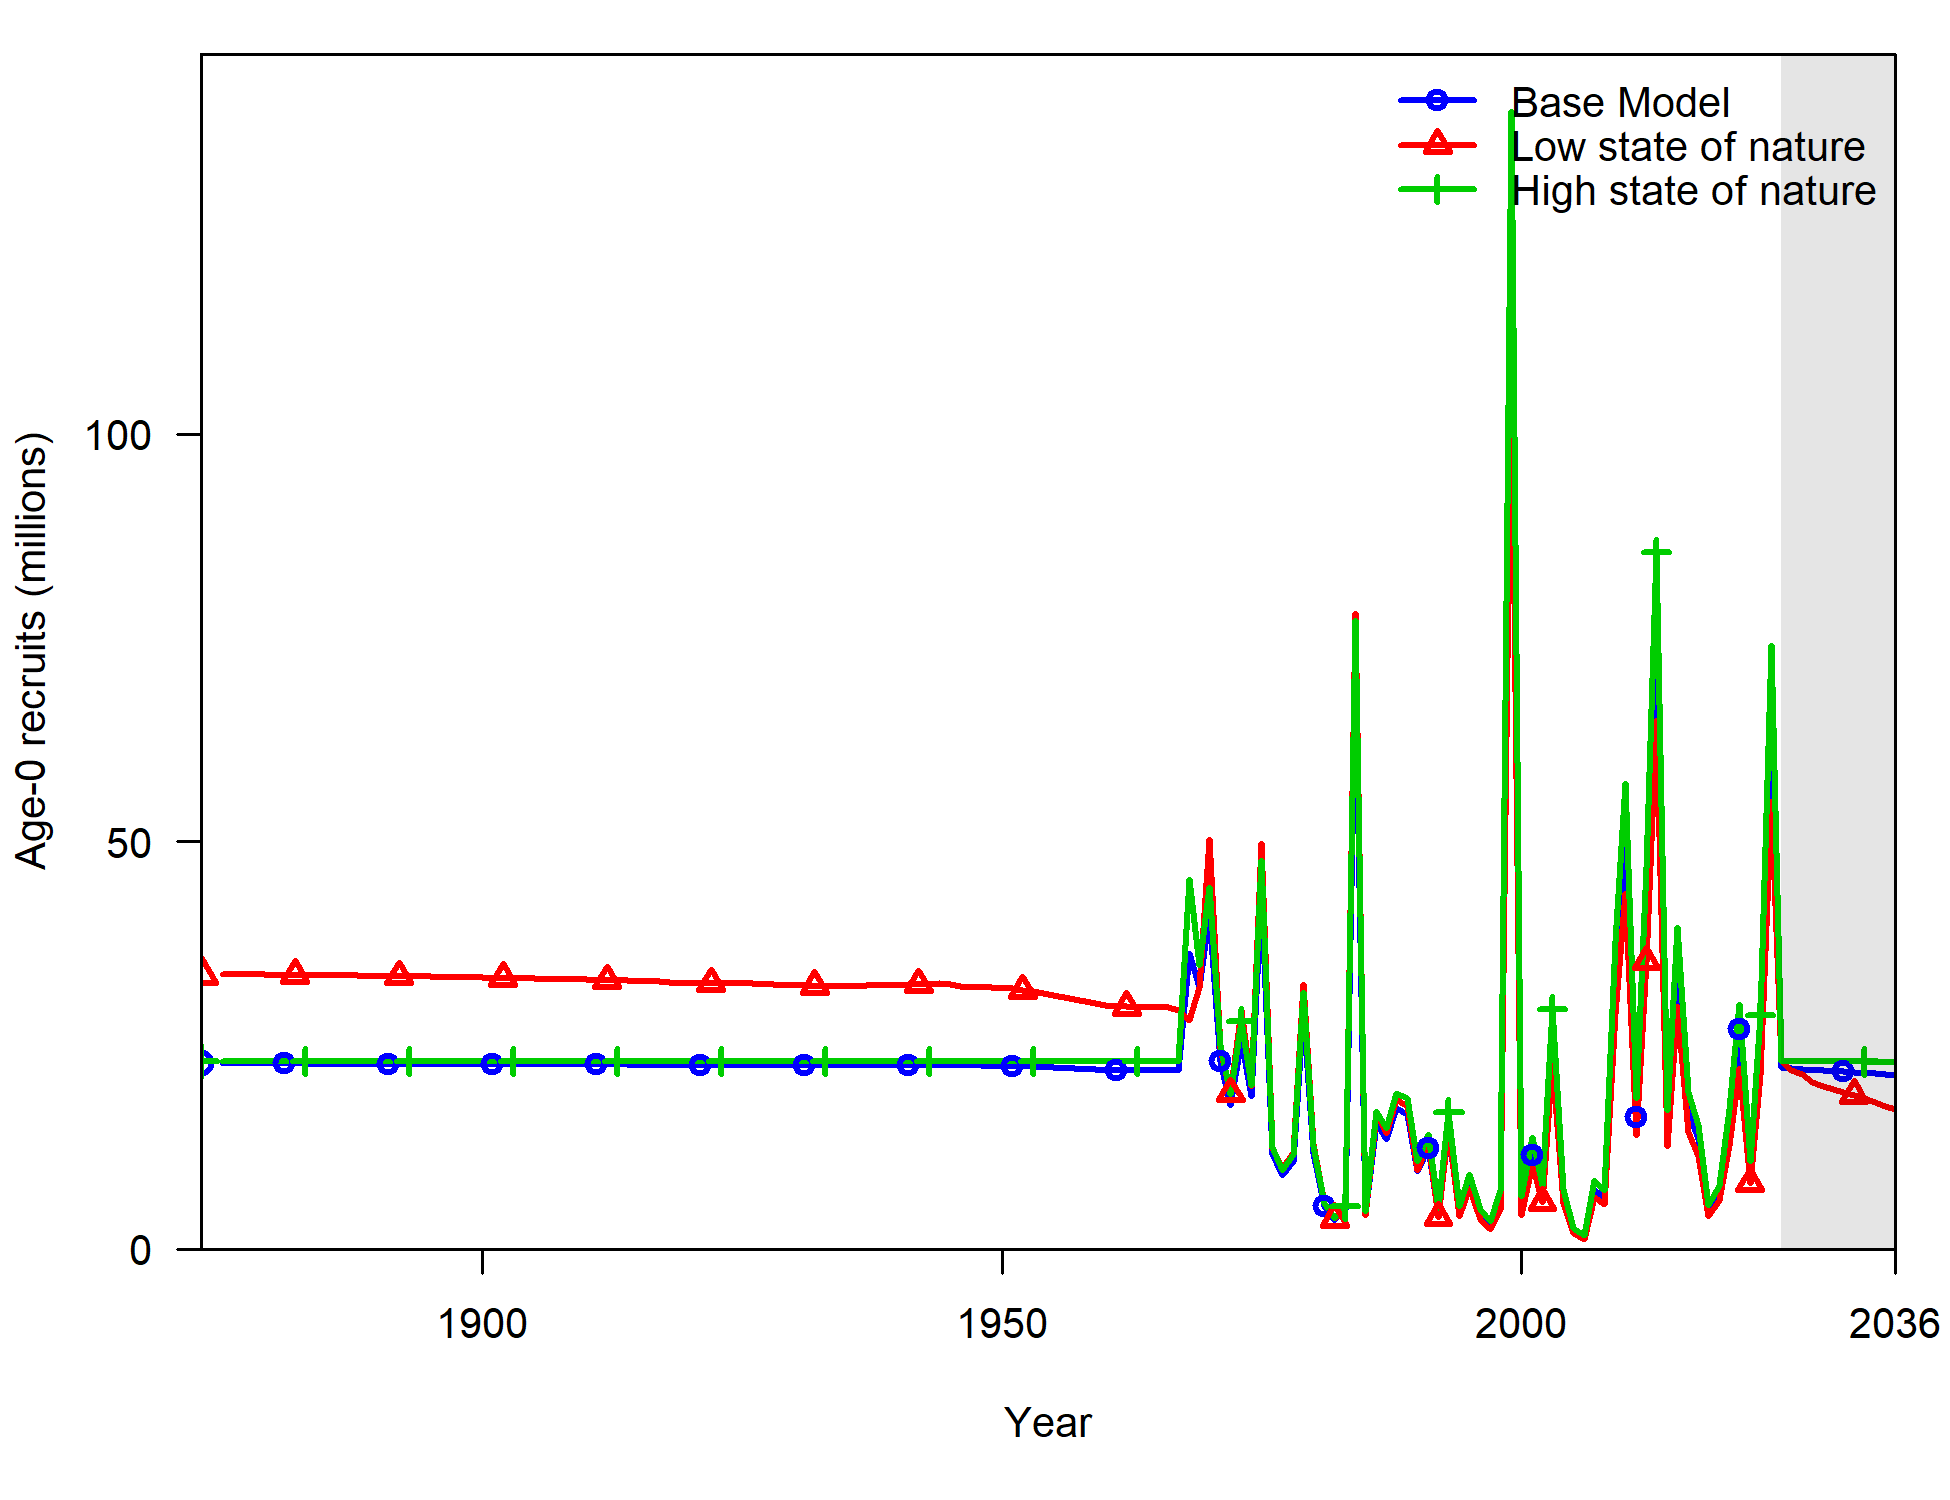 Base Model
Low state of nature
High state of nature
Age-0 recruits (millions)
100
50
0
1900
1950
2000
2036
Year